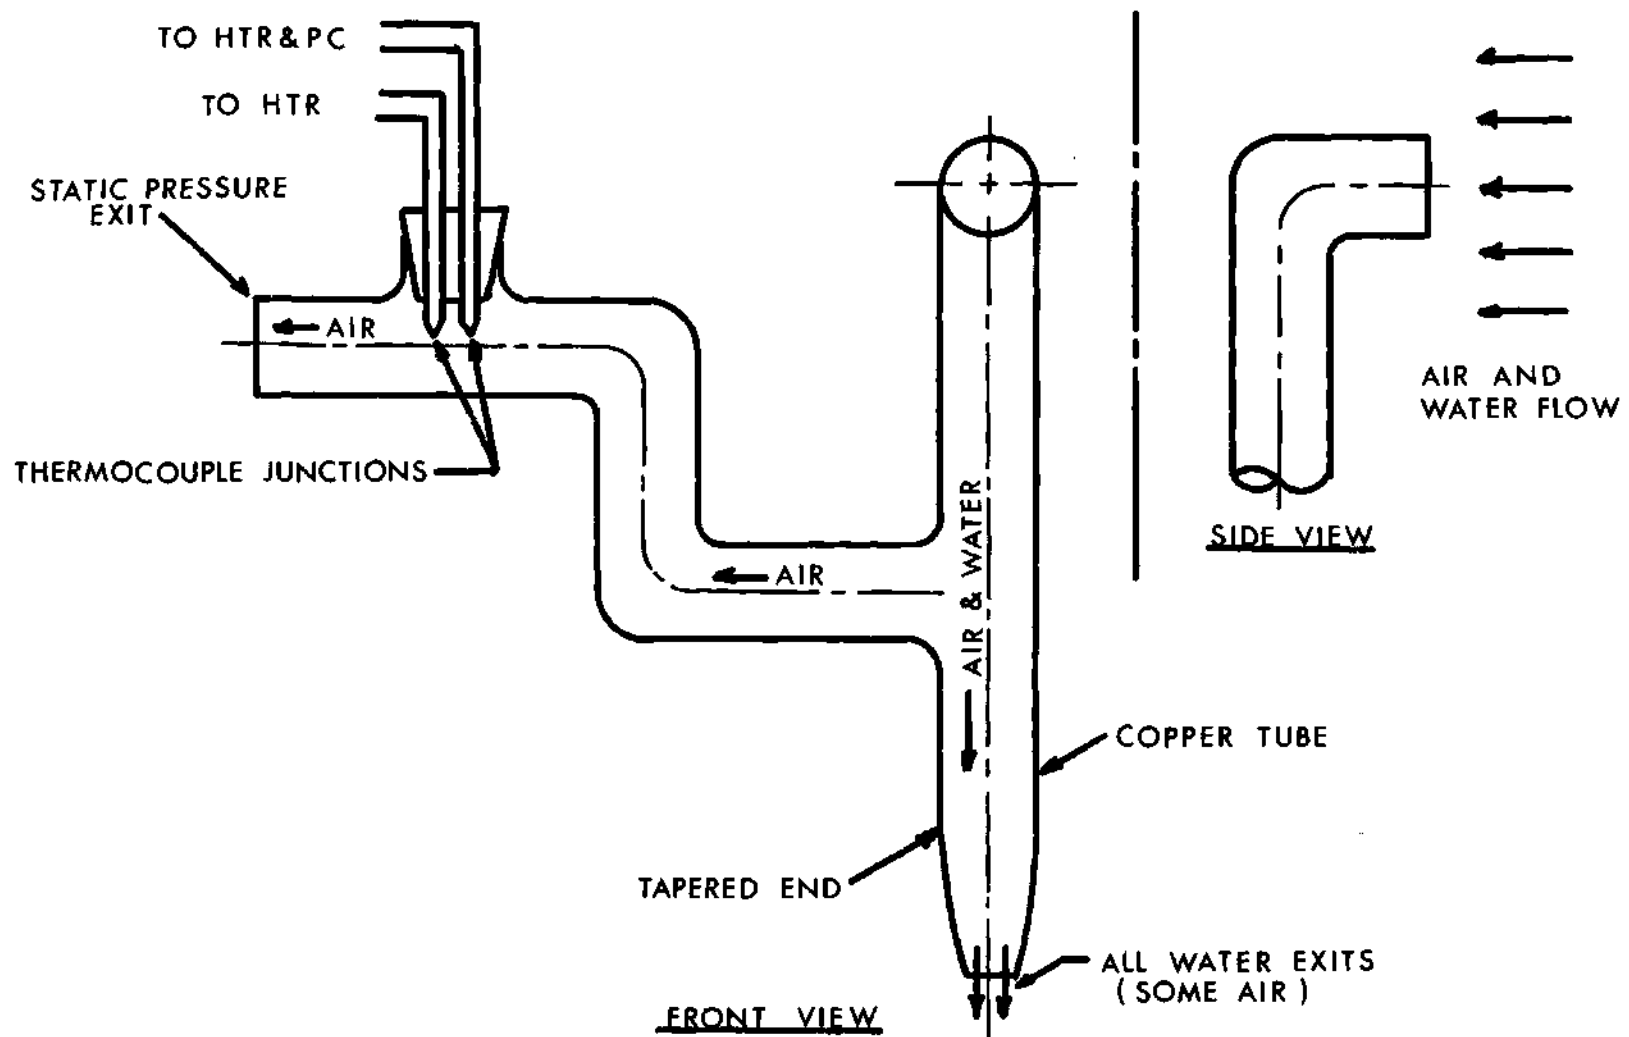 TO HTR&PC
TO HTR
STATIC PRESSURE
EXIT
AIR
THERMOCOUPLE JUNCTIONS
AIR
AIR & WATER
AIR AND
WATER FLOW
SIDE VIEW
COPPER TUBE
TAPERED END
ALL WATER EXITS
(SOME AIR)
FRONT VIEW